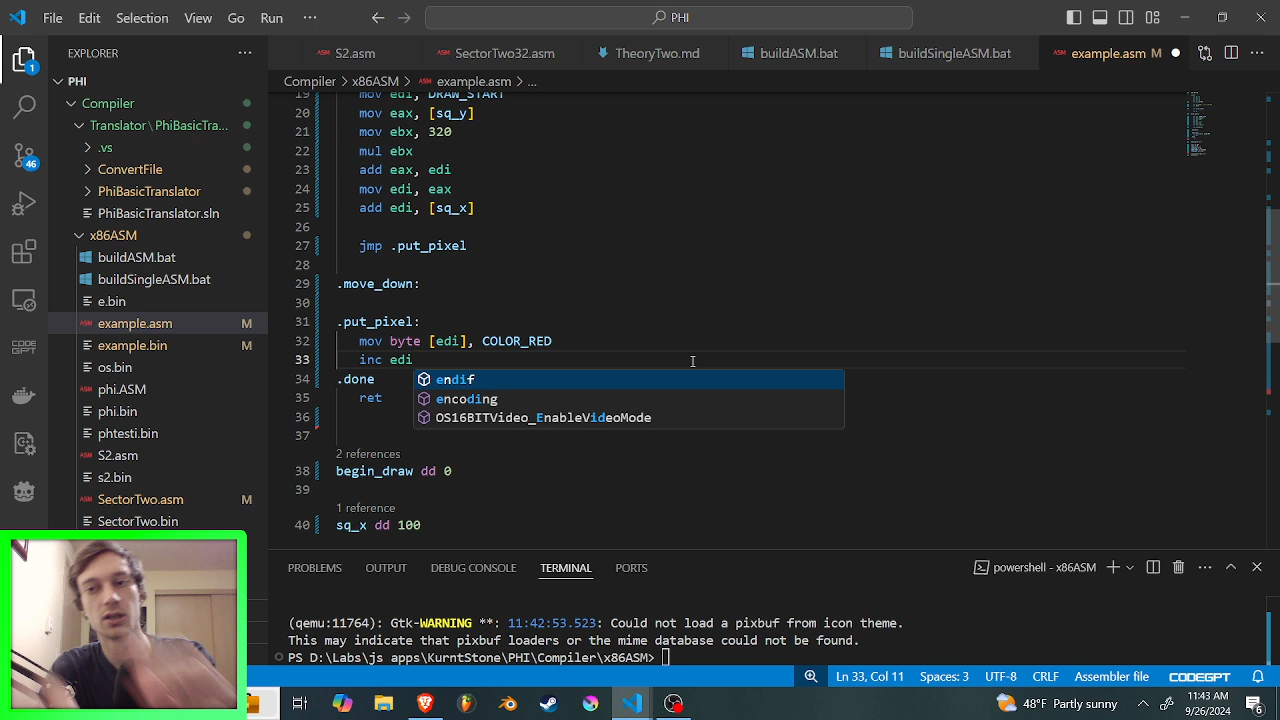 File Edit Selection View Go Run ··· PHI
EXPLORER ···
S2.asm SectorTwo32.asm TheoryTwo.md buildASM.bat buildSingleASM.bat example.asm M
PHI
Compiler > x86ASM > example.asm > ...
Compiler
Translator\PhiBasicTra...
.vs
ConvertFile
PhiBasicTranslator
PhiBasicTranslator.sln
x86ASM
buildASM.bat
buildSingleASM.bat
e.bin
example.asm M
example.bin M
os.bin
phi.ASM
phi.bin
phtesti.bin
S2.asm
s2.bin
SectorTwo.asm M
SectorTwo.bin
1
46
CODE
GPT
19 mov edi, DRAW_START
20 mov eax, [sq_y]
21 mov ebx, 320
22 mul ebx
23 add eax, edi
24 mov edi, eax
25 add edi, [sq_x]
26
27 jmp .put_pixel
28
29 .move_down:
30
31 .put_pixel:
32 mov byte [edi], COLOR_RED
33 inc edi
34 .done
35 ret
36
37
endif
encoding
OS16BITVideo_EnableVideoMode
2 references
38 begin_draw dd 0
39
1 reference
40 sq_x dd 100
PROBLEMS OUTPUT DEBUG CONSOLE TERMINAL PORTS powershell - x86ASM
(qemu:11764): Gtk-WARNING **: 11:42:53.523: Could not load a pixbuf from icon theme.
This may indicate that pixbuf loaders or the mime database could not be found.
PS D:\Labs\js apps\KurntStone\PHI\Compiler\x86ASM>
Ln 33, Col 11 Spaces: 3 UTF-8 CRLF Assembler file CODEGPT
48°F Partly sunny
11:43 AM
9/26/2024